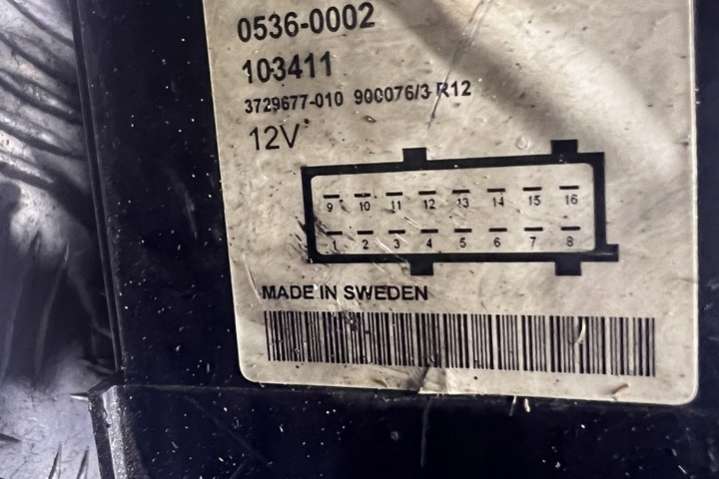 0536-0002
103411
3729677-010 900076/3 R12
12V
9 10 11 12 13 14 15 16
1 2 3 4 5 6 7 8
MADE IN SWEDEN